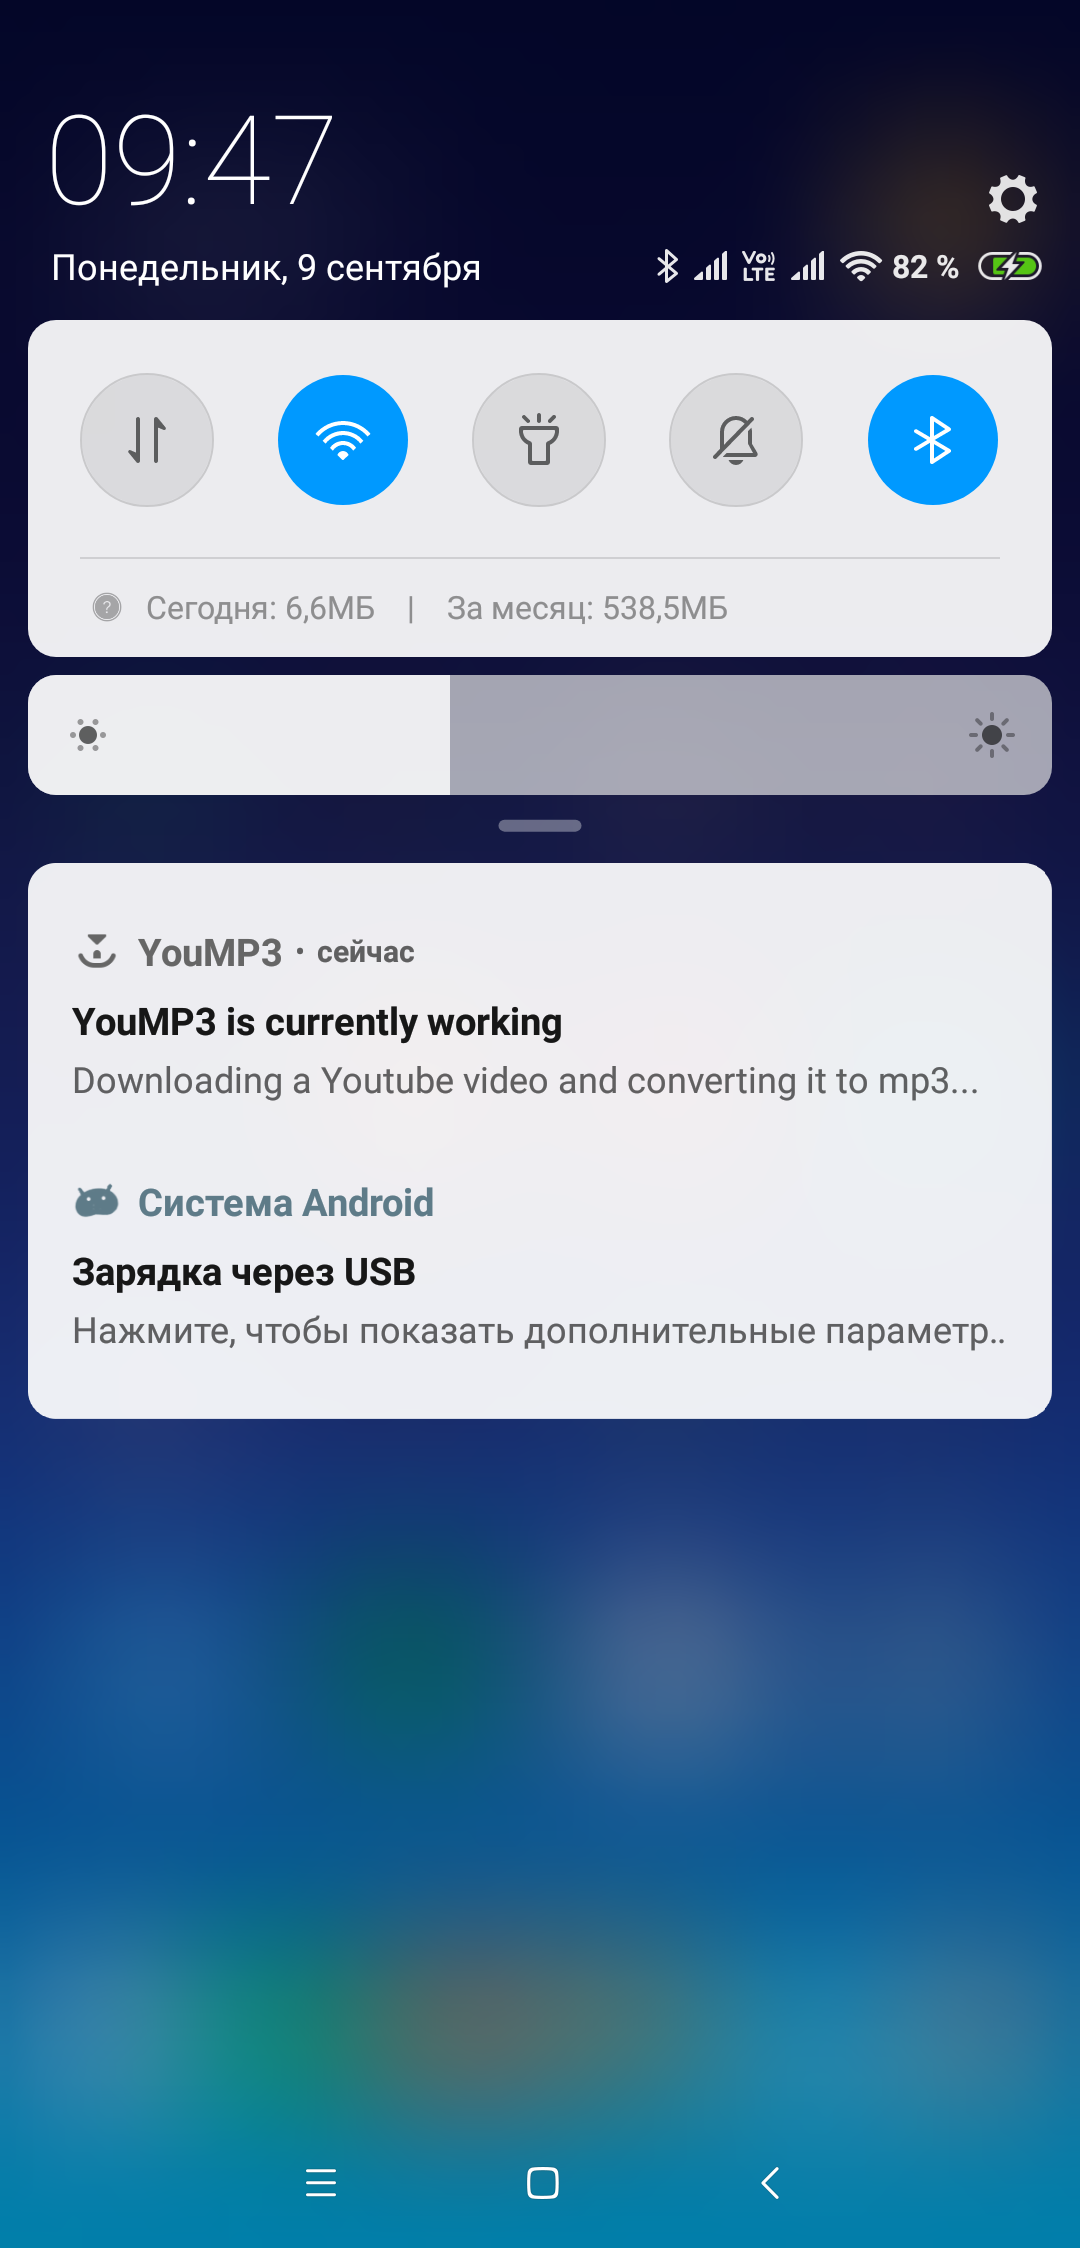 09:47
Понедельник, 9 сентября
Vo LTE 82 %
Сегодня: 6,6МБ | За месяц: 538,5МБ
YouMP3 · сейчас
YouMP3 is currently working
Downloading a Youtube video and converting it to mp3...
Система Android
Зарядка через USB
Нажмите, чтобы показать дополнительные параметр..